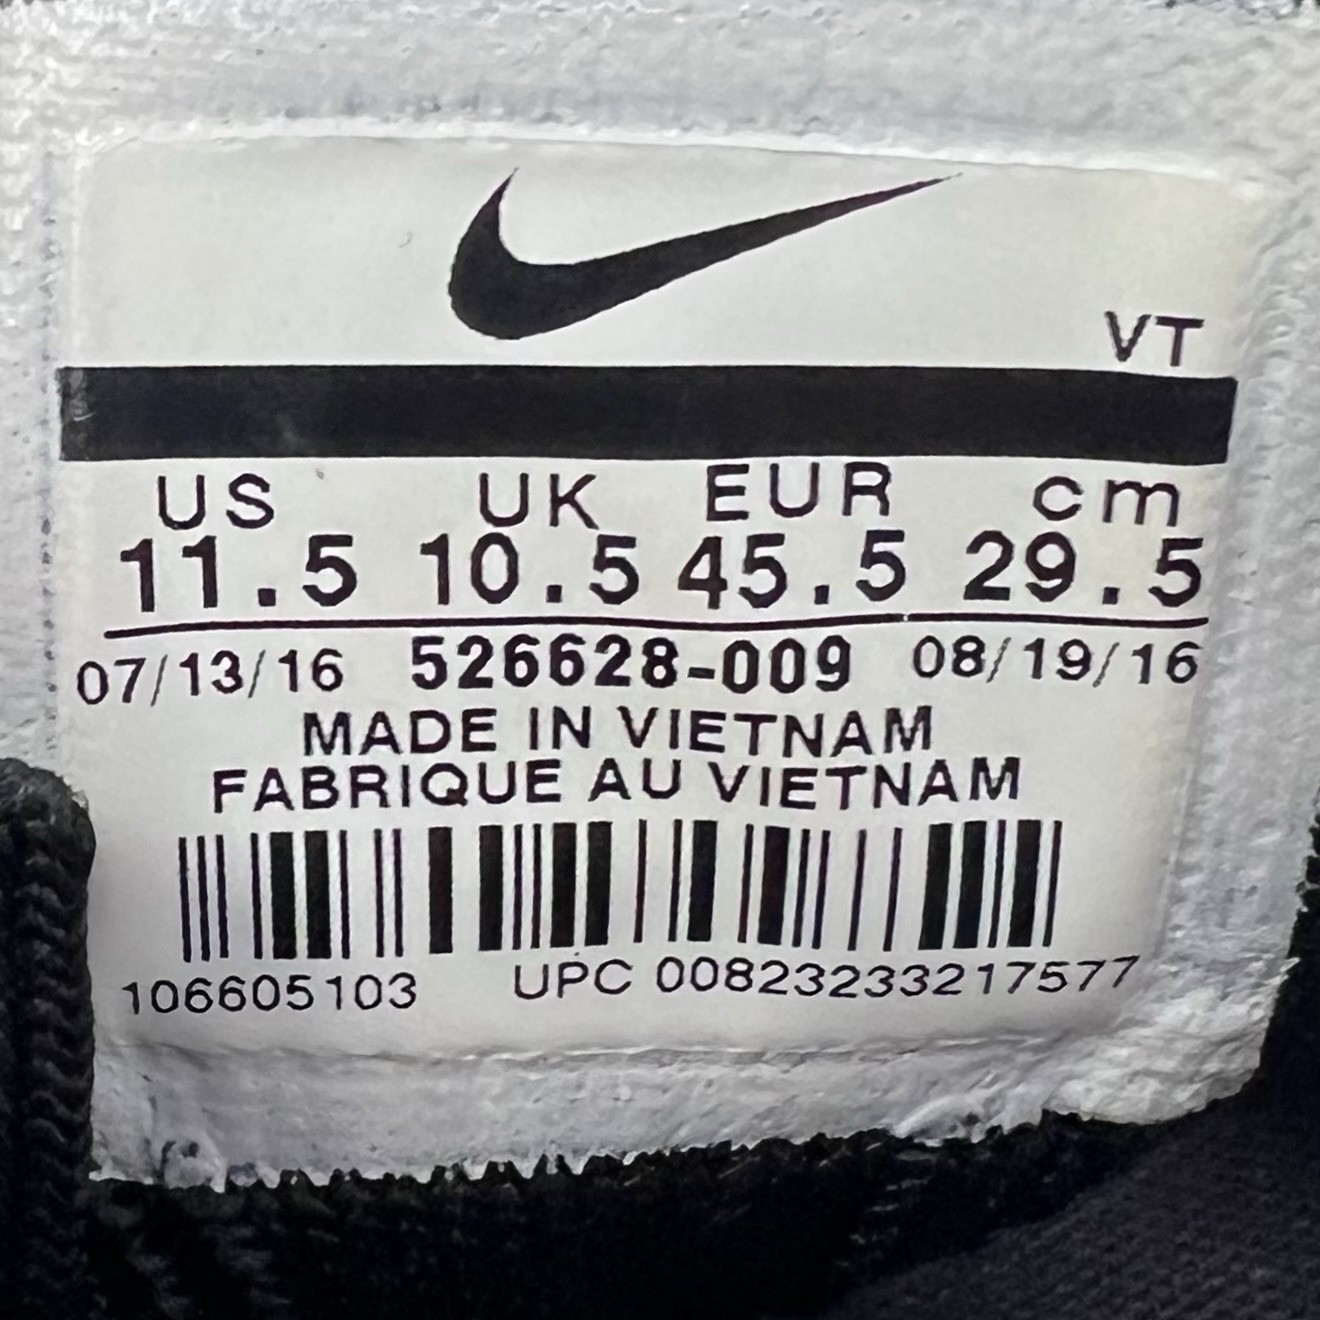 VT
US UK EUR cm
11.5 10.5 45.5 29.5
07/13/16 526628-009 08/19/16
MADE IN VIETNAM
FABRIQUE AU VIETNAM
106605103 UPC 00823233217577